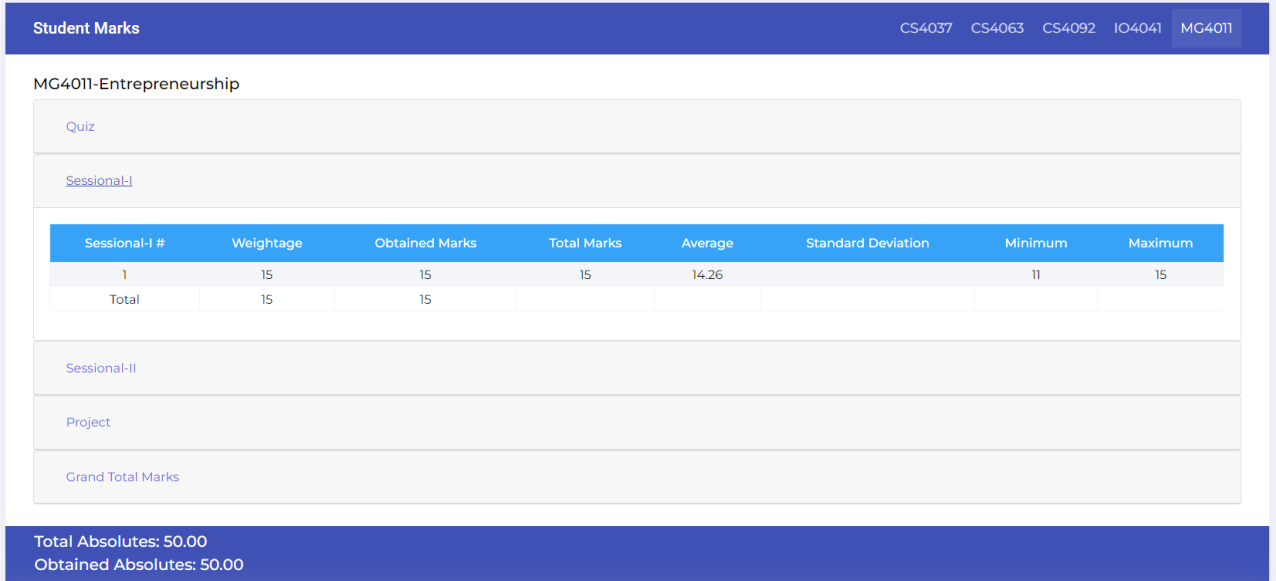 Student Marks CS4037 CS4063 CS4092 IO4041 MG4011
MG4011-Entrepreneurship
Quiz
Sessional-I
Sessional-I # Weightage Obtained Marks Total Marks Average Standard Deviation Minimum Maximum
1 15 15 15 14.26 11 15
Total 15 15
Sessional-II
Project
Grand Total Marks
Total Absolutes: 50.00
Obtained Absolutes: 50.00